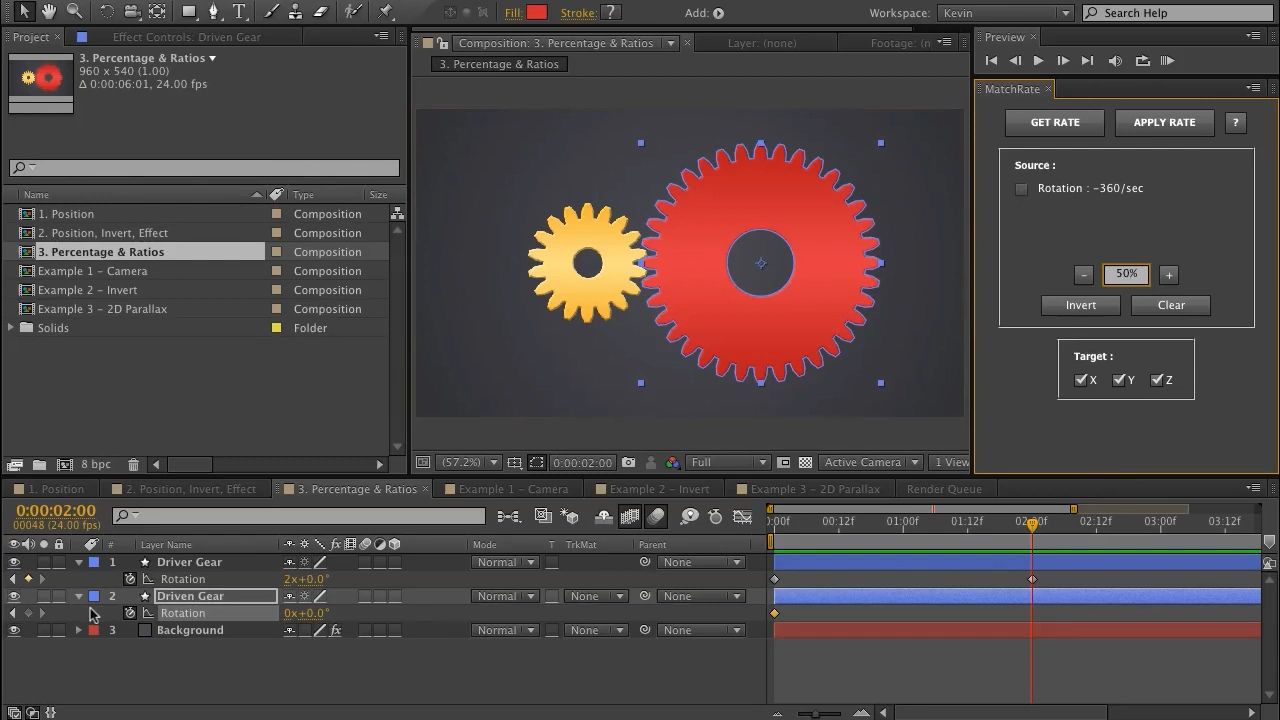 Fill:
Stroke: ?
Add:
Workspace: Kevin
Search Help
Project
Effect Controls: Driven Gear
Composition: 3. Percentage & Ratios
Layer: (none)
Footage: (n
Preview
3. Percentage & Ratios
960 x 540 (1.00)
Δ 0:00:06:01, 24.00 fps
3. Percentage & Ratios
MatchRate
GET RATE
APPLY RATE
?
Source :
Rotation : -360/sec
- 50% +
Invert
Clear
Target :
X Y Z
Name Type Size
1. Position Composition
2. Position, Invert, Effect Composition
3. Percentage & Ratios Composition
Example 1 - Camera Composition
Example 2 - Invert Composition
Example 3 - 2D Parallax Composition
Solids Folder
8 bpc
(57.2%)
0:00:02:00
Full
Active Camera
1 View
1. Position
2. Position, Invert, Effect
3. Percentage & Ratios
Example 1 - Camera
Example 2 - Invert
Example 3 - 2D Parallax
Render Queue
0:00:02:00
00048 (24.00 fps)
:00f 00:12f 01:00f 01:12f 02:00f 02:12f 03:00f 03:12f
# Layer Name fx Mode T TrkMat Parent
1 Driver Gear Normal None
Rotation 2x+0.0°
2 Driven Gear Normal None None
Rotation 0x+0.0°
3 Background fx Normal None None